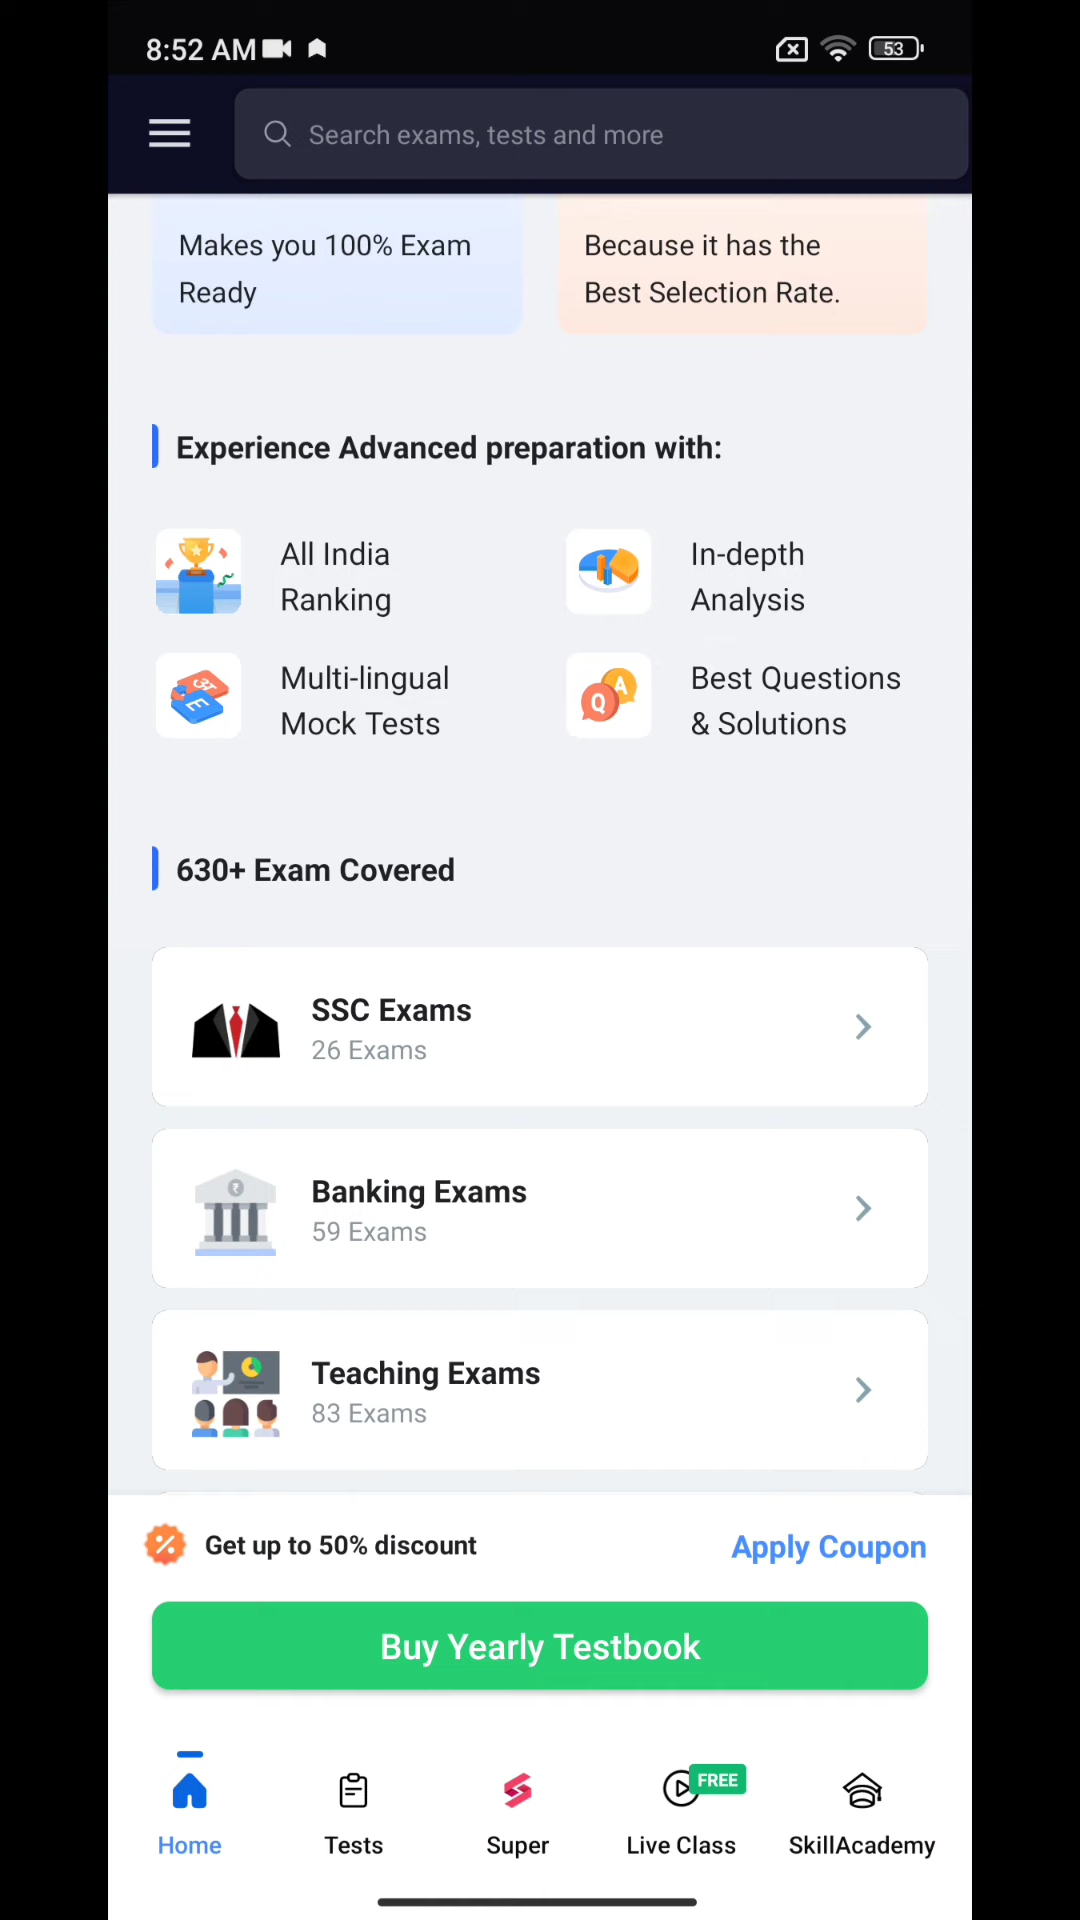 8:52 AM
53
Search exams, tests and more
Makes you 100% Exam
Ready
Because it has the
Best Selection Rate.
Experience Advanced preparation with:
All India
Ranking
In-depth
Analysis
अ
E
Multi-lingual
Mock Tests
Q
A
Best Questions
& Solutions
630+ Exam Covered
SSC Exams
26 Exams
₹
Banking Exams
59 Exams
Teaching Exams
83 Exams
%
Get up to 50% discount
Apply Coupon
Buy Yearly Testbook
FREE
Home
Tests
Super
Live Class
SkillAcademy